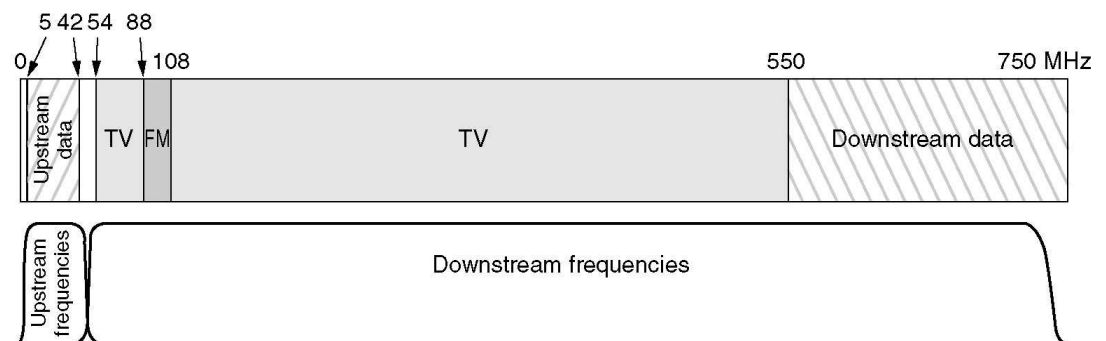 5 42 54 88
0 108 550 750 MHz
Upstream
data
TV FM TV Downstream data
Upstream
frequencies
Downstream frequencies